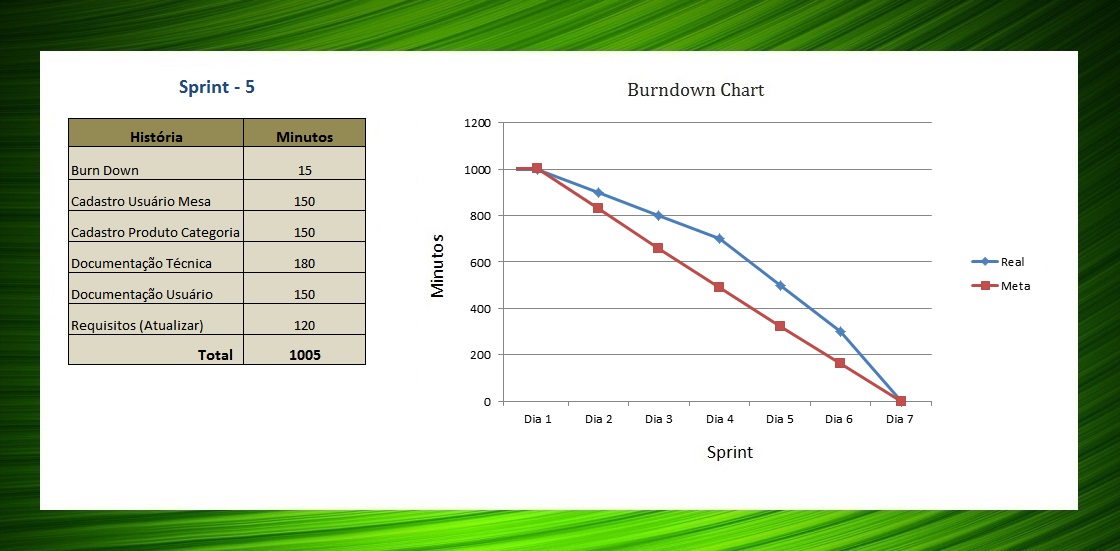 Sprint - 5
História Minutos
Burn Down 15
Cadastro Usuário Mesa 150
Cadastro Produto Categoria 150
Documentação Técnica 180
Documentação Usuário 150
Requisitos (Atualizar) 120
Total 1005
Burndown Chart
1200
1000
800
600
400
200
0
Minutos
Dia 1 Dia 2 Dia 3 Dia 4 Dia 5 Dia 6 Dia 7
Sprint
Real
Meta